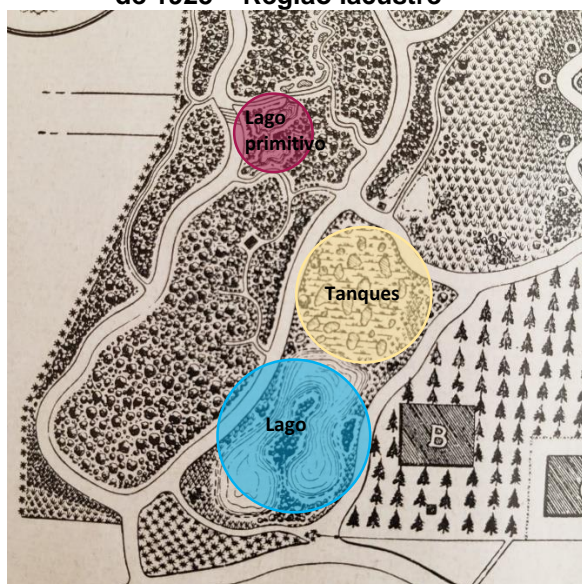 – Região lacustre
Lago
primitivo
Tanques
Lago
B